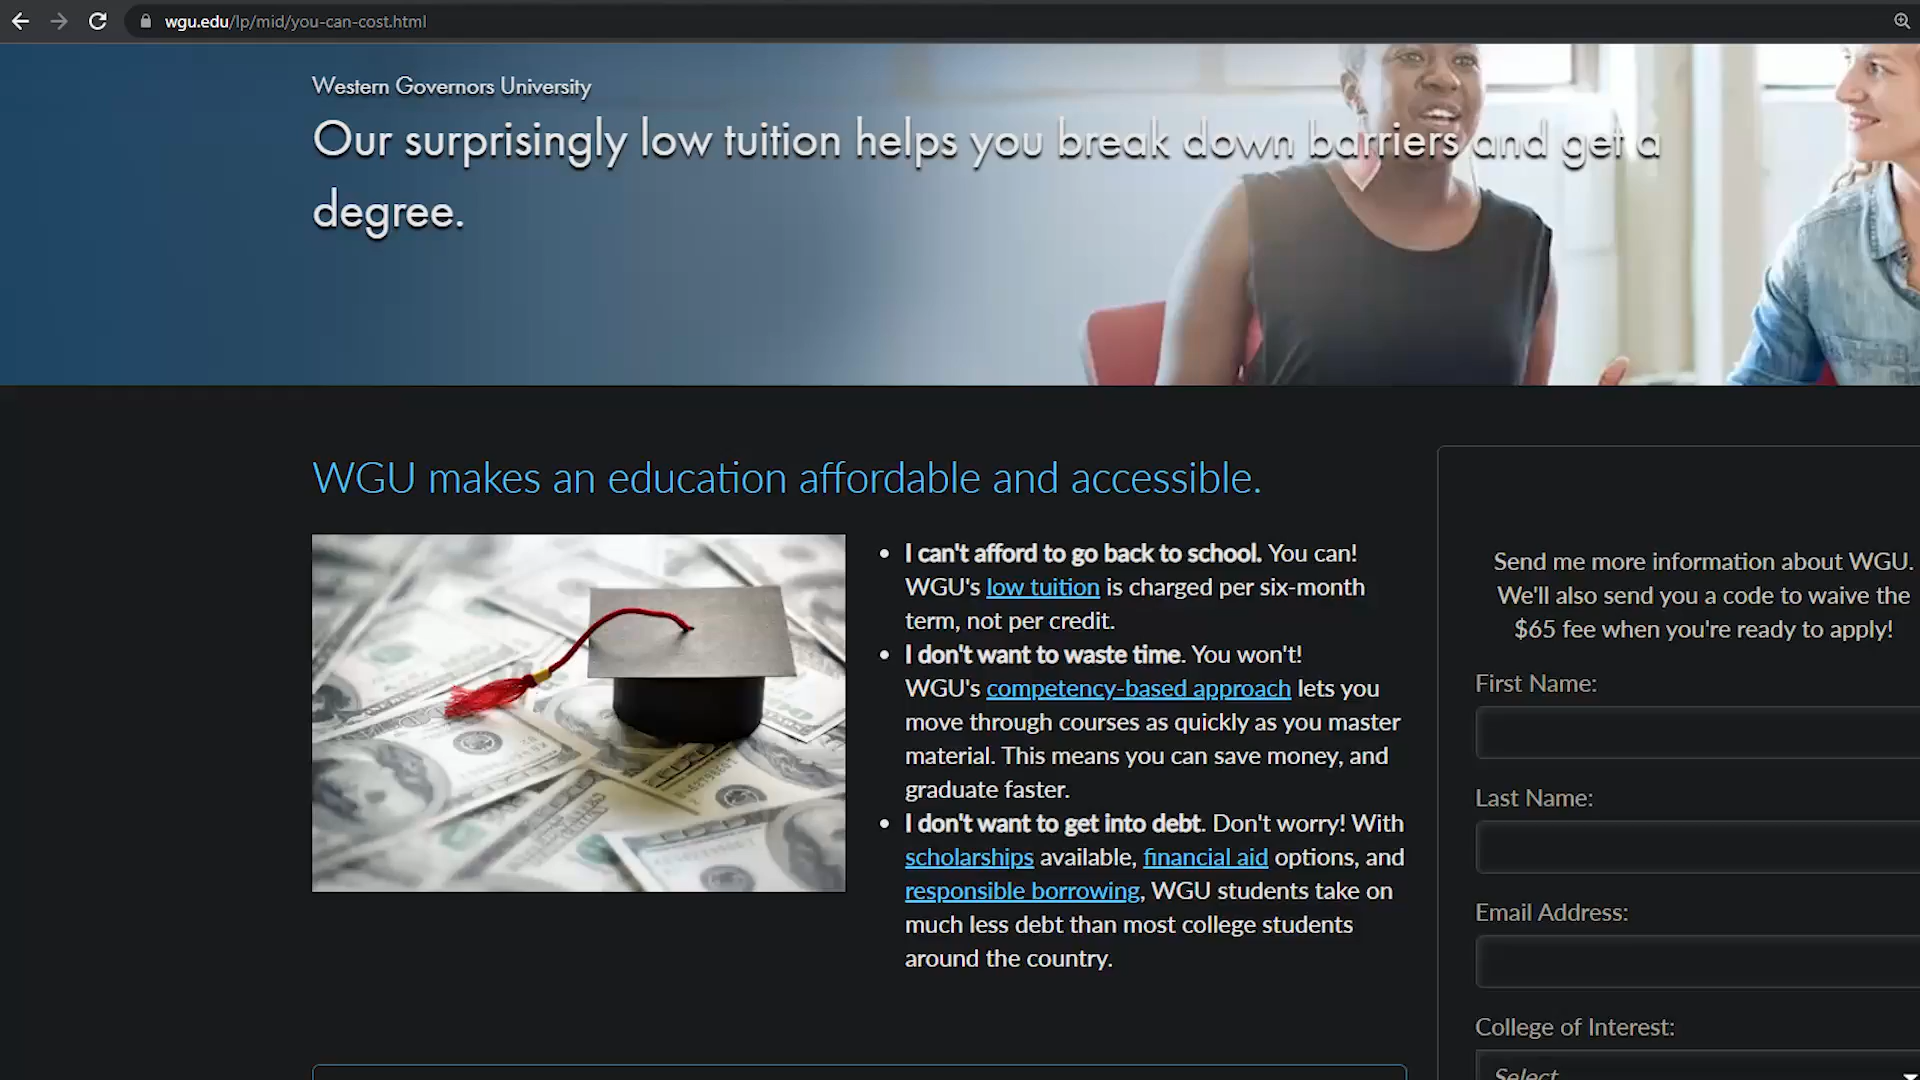 wgu.edu/lp/mid/you-can-cost.html
Western Governors University
Our surprisingly low tuition helps you break down barriers and get a
degree.
WGU makes an education affordable and accessible.
I can't afford to go back to school. You can!
WGU's low tuition is charged per six-month
term, not per credit.
I don't want to waste time. You won't!
WGU's competency-based approach lets you
move through courses as quickly as you master
material. This means you can save money, and
graduate faster.
I don't want to get into debt. Don't worry! With
scholarships available, financial aid options, and
responsible borrowing, WGU students take on
much less debt than most college students
around the country.
Send me more information about WGU.
We'll also send you a code to waive the
$65 fee when you're ready to apply!
First Name:
Last Name:
Email Address:
College of Interest:
Select